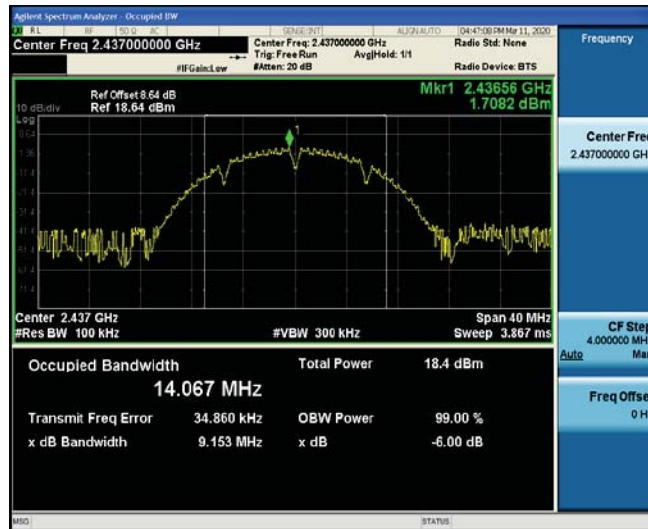 Agilent Spectrum Analyzer - Occupied BW
RL RF 50 Ω AC SENSE:INT ALIGN AUTO 04:47:08 PM Mar 11, 2020
Center Freq 2.437000000 GHz
Center Freq: 2.437000000 GHz
Radio Std: None
Trig: Free Run Avg|Hold: 1/1
#IFGain:Low
#Atten: 20 dB
Radio Device: BTS
Frequency
Ref Offset 8.64 dB
Mkr1 2.43656 GHz
10 dB/div Ref 18.64 dBm
1.7082 dBm
Log
1
Center Fre
2.437000000 GH
Center 2.437 GHz
Span 40 MHz
#Res BW 100 kHz
#VBW 300 kHz
Sweep 3.867 ms
CF Step
4.000000 MH
Auto Ma
Occupied Bandwidth
Total Power 18.4 dBm
14.067 MHz
Transmit Freq Error 34.860 kHz
OBW Power 99.00 %
x dB Bandwidth 9.153 MHz
x dB -6.00 dB
Freq Offse
0 H
MSG
STATUS